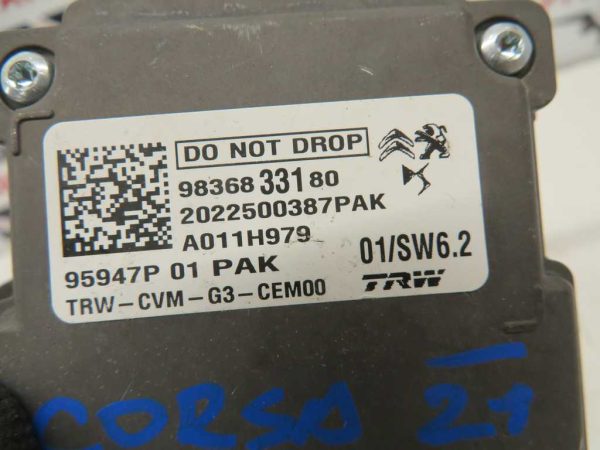 DO NOT DROP
98368 331 80
2022500387PAK
A011H979
01/SW6.2
95947P 01 PAK
TRW
TRW-CVM-G3-CEM00
CORSA 21